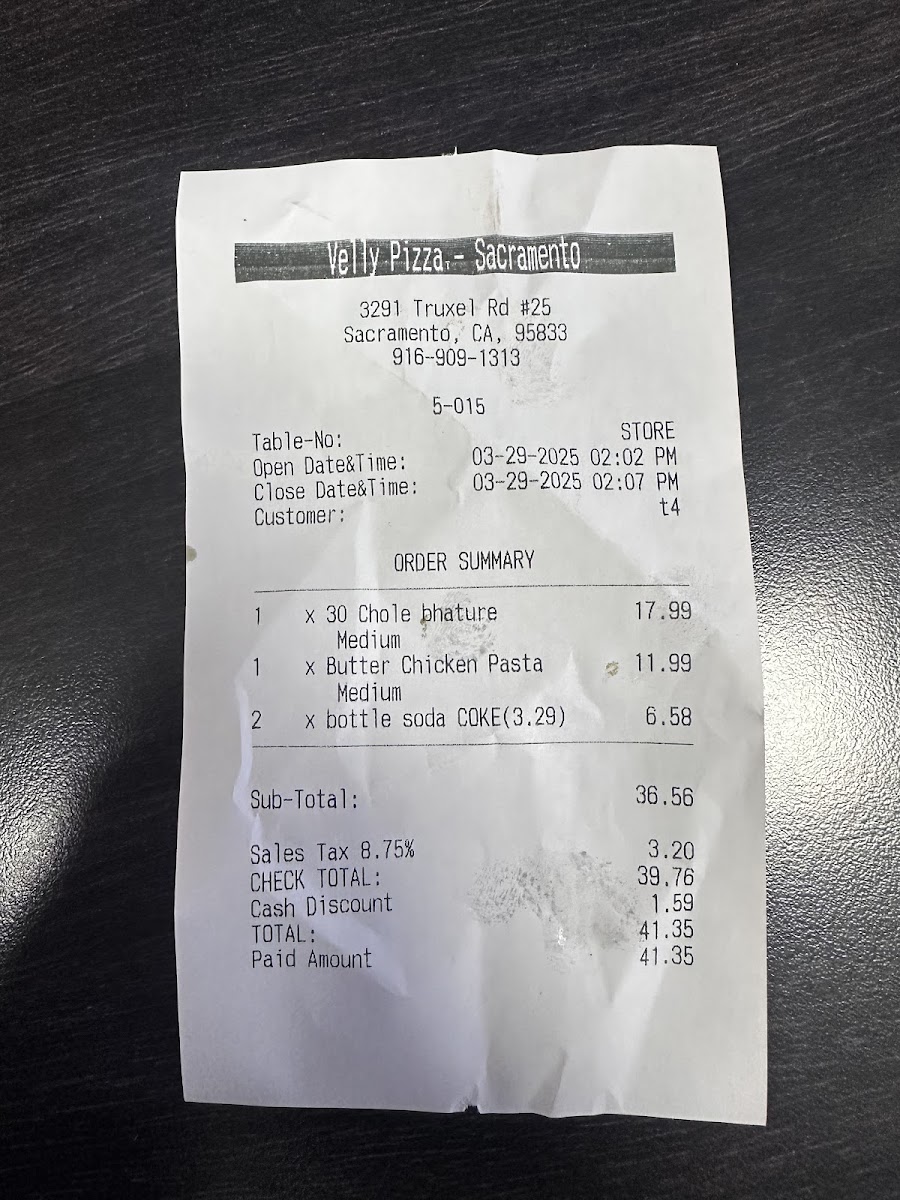 Velly Pizza - Sacramento
3291 Truxel Rd #25
Sacramento, CA, 95833
916-909-1313
5-015
Table-No: STORE
Open Date&Time: 03-29-2025 02:02 PM
Close Date&Time: 03-29-2025 02:07 PM
Customer: t4
ORDER SUMMARY
1 x 30 Chole bhature 17.99
Medium
1 x Butter Chicken Pasta 11.99
Medium
2 x bottle soda COKE(3.29) 6.58
Sub-Total: 36.56
Sales Tax 8.75% 3.20
CHECK TOTAL: 39.76
Cash Discount 1.59
TOTAL: 41.35
Paid Amount 41.35